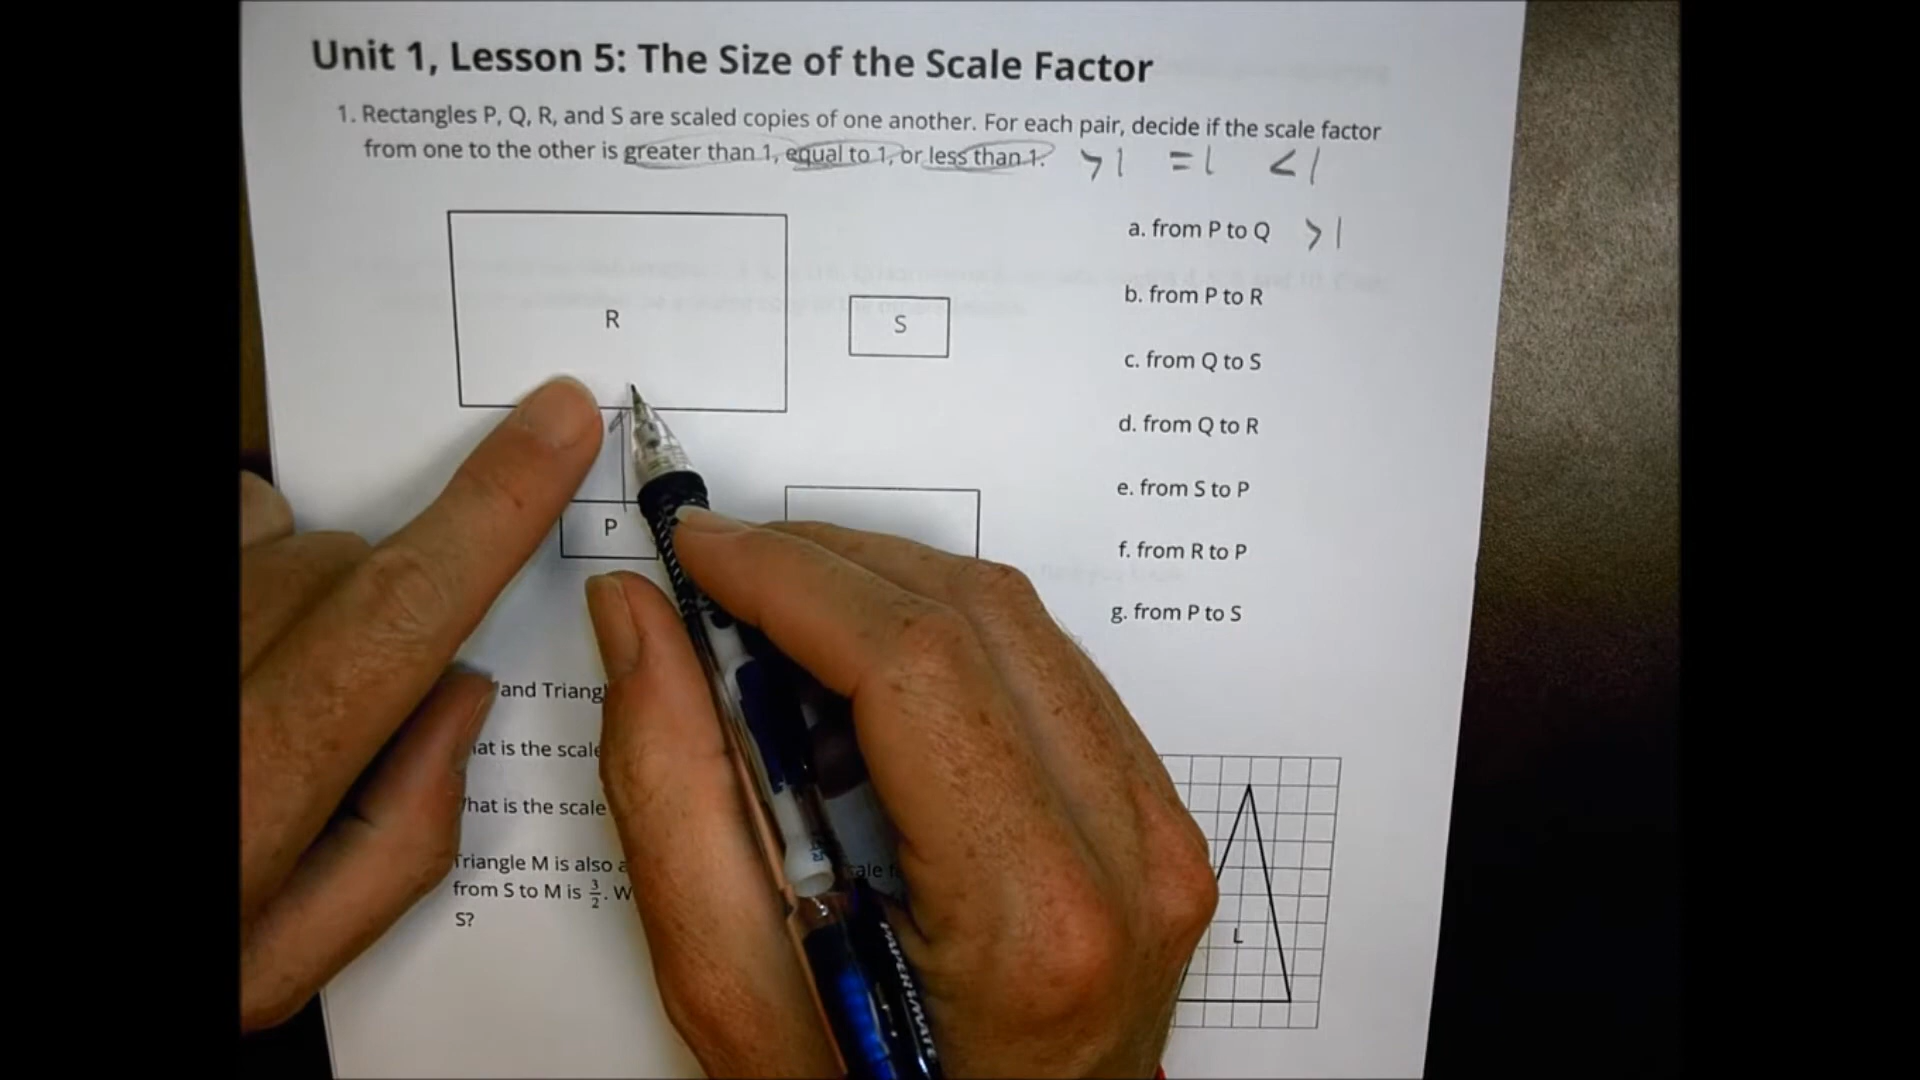 Unit 1, Lesson 5: The Size of the Scale Factor
1. Rectangles P, Q, R, and S are scaled copies of one another. For each pair, decide if the scale factor
from one to the other is greater than 1, equal to 1, or less than 1. >1 =1 <1
a. from P to Q >1
b. from P to R
R
S
c. from Q to S
d. from Q to R
e. from S to P
P
f. from R to P
g. from P to S
and
is the scale
What is the scale
Triangle M is also
from S to M is 3/2.
S?
L
PAPERMATE